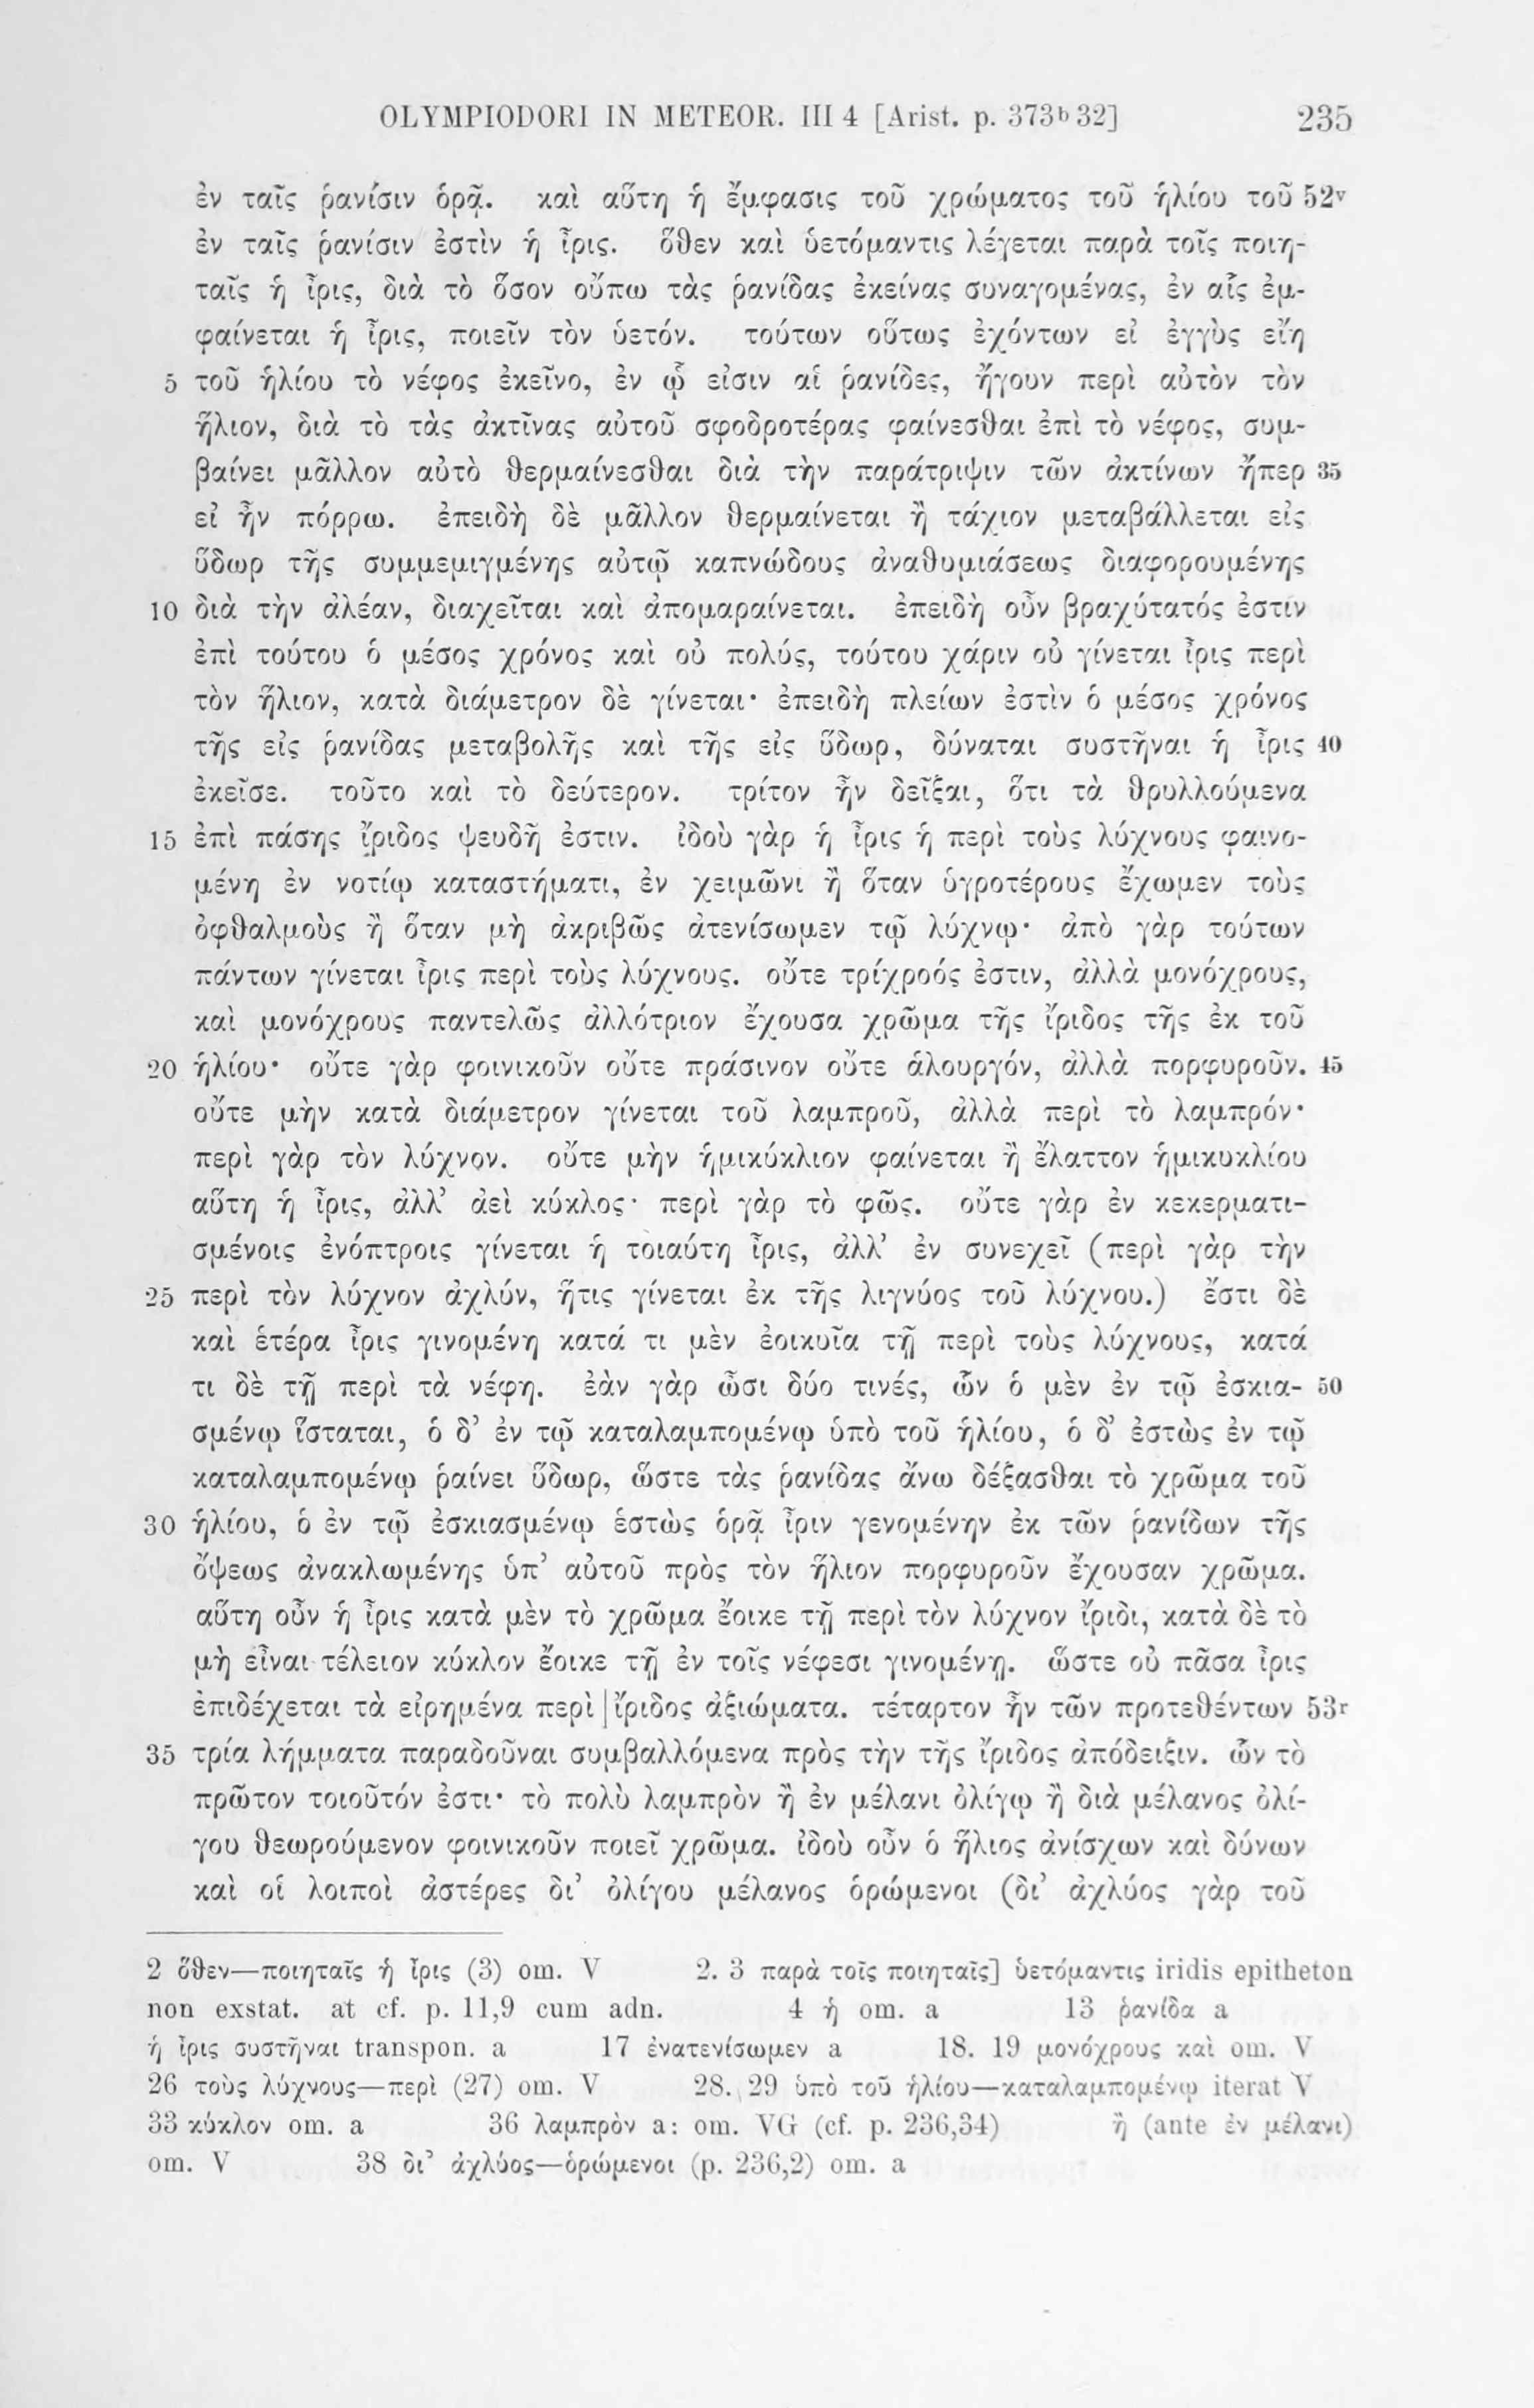 OLYMPIODORI IN METEOR. III 4 [Arist. p. 373b 32] 235
ἐν ταῖς ῥανίσιν ὁρᾷ. καὶ αὕτη ἡ ἔμφασις τοῦ χρώματος τοῦ ἡλίου τοῦ 52v
ἐν ταῖς ῥανίσιν ἐστὶν ἡ ἶρις. ὅθεν καὶ ὑετόμαντις λέγεται παρὰ τοῖς ποιη-
ταῖς ἡ ἶρις, διὰ τὸ ὅσον οὔπω τὰς ῥανίδας ἐκείνας συναγομένας, ἐν αἷς ἐμ-
φαίνεται ἡ ἶρις, ποιεῖν τὸν ὑετόν. τούτων οὕτως ἐχόντων εἰ ἐγγὺς εἴη
5 τοῦ ἡλίου τὸ νέφος ἐκεῖνο, ἐν ᾧ εἰσιν αἱ ῥανίδες, ἤγουν περὶ αὐτὸν τὸν
ἥλιον, διὰ τὸ τὰς ἀκτῖνας αὐτοῦ σφοδροτέρας φαίνεσθαι ἐπὶ τὸ νέφος, συμ-
βαίνει μᾶλλον αὐτὸ θερμαίνεσθαι διὰ τὴν παράτριψιν τῶν ἀκτίνων ἤπερ 35
εἰ ἦν πόρρω. ἐπειδὴ δὲ μᾶλλον θερμαίνεται ἢ τάχιον μεταβάλλεται εἰς
ὕδωρ τῆς συμμεμιγμένης αὐτῷ καπνώδους ἀναθυμιάσεως διαφορουμένης
10 διὰ τὴν ἀλέαν, διαχεῖται καὶ ἀπομαραίνεται. ἐπειδὴ οὖν βραχύτατός ἐστιν
ἐπὶ τούτου ὁ μέσος χρόνος καὶ οὐ πολύς, τούτου χάριν οὐ γίνεται ἶρις περὶ
τὸν ἥλιον, κατὰ διάμετρον δὲ γίνεται· ἐπειδὴ πλείων ἐστὶν ὁ μέσος χρόνος
τῆς εἰς ῥανίδας μεταβολῆς καὶ τῆς εἰς ὕδωρ, δύναται συστῆναι ἡ ἶρις 40
ἐκεῖσε. τοῦτο καὶ τὸ δεύτερον. τρίτον ἦν δεῖξαι, ὅτι τὰ θρυλλούμενα
15 ἐπὶ πάσης ἴριδος ψευδῆ ἐστιν. ἰδοὺ γὰρ ἡ ἶρις ἡ περὶ τοὺς λύχνους φαινο-
μένη ἐν νοτίῳ καταστήματι, ἐν χειμῶνι ἢ ὅταν ὑγροτέρους ἔχωμεν τοὺς
ὀφθαλμοὺς ἢ ὅταν μὴ ἀκριβῶς ἀτενίσωμεν τῷ λύχνῳ· ἀπὸ γὰρ τούτων
πάντων γίνεται ἶρις περὶ τοὺς λύχνους. οὔτε τρίχροός ἐστιν, ἀλλὰ μονόχρους,
καὶ μονόχρους παντελῶς ἀλλότριον ἔχουσα χρῶμα τῆς ἴριδος τῆς ἐκ τοῦ
20 ἡλίου· οὔτε γὰρ φοινικοῦν οὔτε πράσινον οὔτε ἁλουργόν, ἀλλὰ πορφυροῦν. 45
οὔτε μὴν κατὰ διάμετρον γίνεται τοῦ λαμπροῦ, ἀλλὰ περὶ τὸ λαμπρόν·
περὶ γὰρ τὸν λύχνον. οὔτε μὴν ἡμικύκλιον φαίνεται ἢ ἔλαττον ἡμικυκλίου
αὕτη ἡ ἶρις, ἀλλ’ ἀεὶ κύκλος· περὶ γὰρ τὸ φῶς. οὔτε γὰρ ἐν κεκερματι-
σμένοις ἐνόπτροις γίνεται ἡ τοιαύτη ἶρις, ἀλλ’ ἐν συνεχεῖ (περὶ γὰρ τὴν
25 περὶ τὸν λύχνον ἀχλύν, ἥτις γίνεται ἐκ τῆς λιγνύος τοῦ λύχνου.) ἔστι δὲ
καὶ ἑτέρα ἶρις γινομένη κατά τι μὲν ἐοικυῖα τῇ περὶ τοὺς λύχνους, κατά
τι δὲ τῇ περὶ τὰ νέφη. ἐὰν γὰρ ὦσι δύο τινές, ὧν ὁ μὲν ἐν τῷ ἐσκια- 50
σμένῳ ἵσταται, ὁ δ’ ἐν τῷ καταλαμπομένῳ ὑπὸ τοῦ ἡλίου, ὁ δ’ ἑστὼς ἐν τῷ
καταλαμπομένῳ ῥαίνει ὕδωρ, ὥστε τὰς ῥανίδας ἄνω δέξασθαι τὸ χρῶμα τοῦ
30 ἡλίου, ὁ ἐν τῷ ἐσκιασμένῳ ἑστὼς ὁρᾷ ἶριν γενομένην ἐκ τῶν ῥανίδων τῆς
ὄψεως ἀνακλωμένης ὑπ’ αὐτοῦ πρὸς τὸν ἥλιον πορφυροῦν ἔχουσαν χρῶμα.
αὕτη οὖν ἡ ἶρις κατὰ μὲν τὸ χρῶμα ἔοικε τῇ περὶ τὸν λύχνον ἴριδι, κατὰ δὲ τὸ
μὴ εἶναι τέλειον κύκλον ἔοικε τῇ ἐν τοῖς νέφεσι γινομένῃ. ὥστε οὐ πᾶσα ἶρις
ἐπιδέχεται τὰ εἰρημένα περὶ | ἴριδος ἀξιώματα. τέταρτον ἦν τῶν προτεθέντων 53r
35 τρία λήμματα παραδοῦναι συμβαλλόμενα πρὸς τὴν τῆς ἴριδος ἀπόδειξιν. ὧν τὸ
πρῶτον τοιοῦτόν ἐστι· τὸ πολὺ λαμπρὸν ἢ ἐν μέλανι ὀλίγῳ ἢ διὰ μέλανος ὀλί-
γου θεωρούμενον φοινικοῦν ποιεῖ χρῶμα. ἰδοὺ οὖν ὁ ἥλιος ἀνίσχων καὶ δύνων
καὶ οἱ λοιποὶ ἀστέρες δι’ ὀλίγου μέλανος ὁρώμενοι (δι’ ἀχλύος γὰρ τοῦ
2 ὅθεν—ποιηταῖς ἡ ἶρις (3) om. V 2. 3 παρὰ τοῖς ποιηταῖς] ὑετόμαντις iridis epitheton
non exstat. at cf. p. 11,9 cum adn. 4 ἡ om. a 13 ῥανίδα a
ἡ ἶρις συστῆναι transpon. a 17 ἐνατενίσωμεν a 18. 19 μονόχρους καὶ om. V
26 τοὺς λύχνους—περὶ (27) om. V 28. 29 ὑπὸ τοῦ ἡλίου—καταλαμπομένῳ iterat V
33 κύκλον om. a 36 λαμπρὸν a: om. VG (cf. p. 236,34) ἢ (ante ἐν μέλανι)
om. V 38 δι’ ἀχλύος—ὁρώμενοι (p. 236,2) om. a